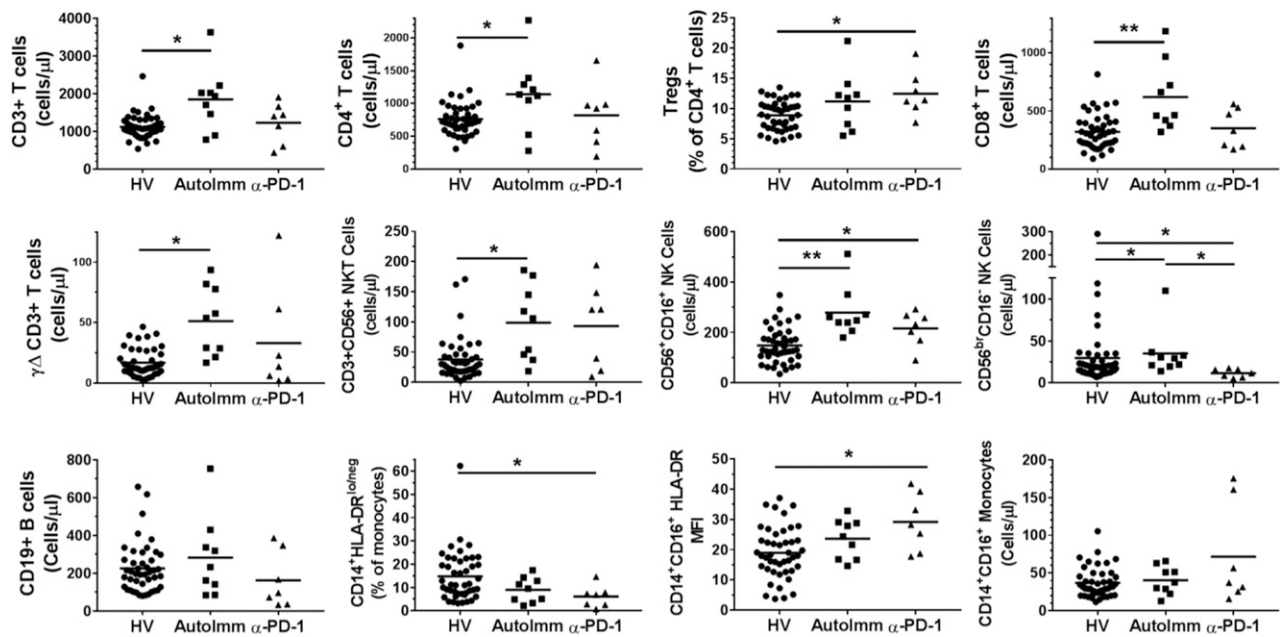 CD3+ T cells
(cells/µl)
4000
3000
2000
1000
0
*
HV AutoImm α-PD-1
CD4⁺ T cells
(cells/µl)
2000
1500
1000
500
0
*
HV AutoImm α-PD-1
Tregs
(% of CD4⁺ T cells)
25
20
15
10
5
0
*
HV AutoImm α-PD-1
CD8⁺ T
(cells/µl)
1000
500
0
**
HV AutoImm α-PD-1
γΔ CD3+ T cells
(cells/µl)
100
50
0
*
HV AutoImm α-PD-1
CD3+CD56+ NKT Cells
(cells/µl)
250
200
150
100
50
0
*
HV AutoImm α-PD-1
CD56⁺CD16⁺ NK Cells
(cells/µl)
600
400
200
0
*
**
HV AutoImm α-PD-1
CD56ᵇʳCD16⁻ NK Cells
(cells/µl)
300
200
100
50
0
*
*
*
HV AutoImm α-PD-1
CD19+ B cells
(Cells/µl)
800
600
400
200
0
HV AutoImm α-PD-1
CD14⁺HLA-DRˡᵒ/ⁿᵉᵍ
(% of monocytes)
60
50
40
30
20
10
0
*
HV AutoImm α-PD-1
CD14⁺CD16⁺ HLA-DR
MFI
50
40
30
20
10
0
*
HV AutoImm α-PD-1
CD14⁺CD16⁺ Monocytes
(Cells/µl)
200
150
100
50
0
HV AutoImm α-PD-1